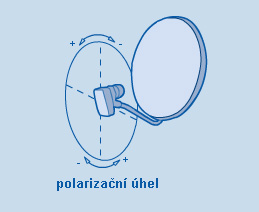 + -
- +
polarizační úhel